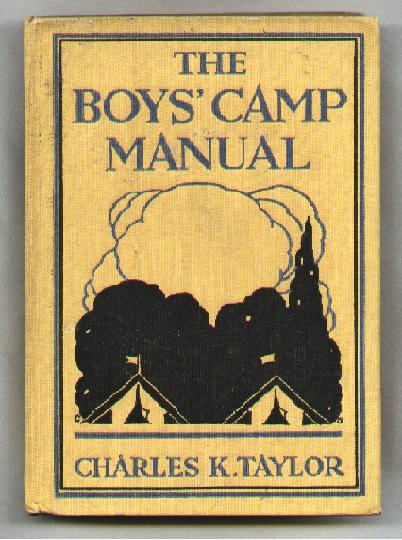 THE
BOYS' CAMP
MANUAL
CHARLES K. TAYLOR